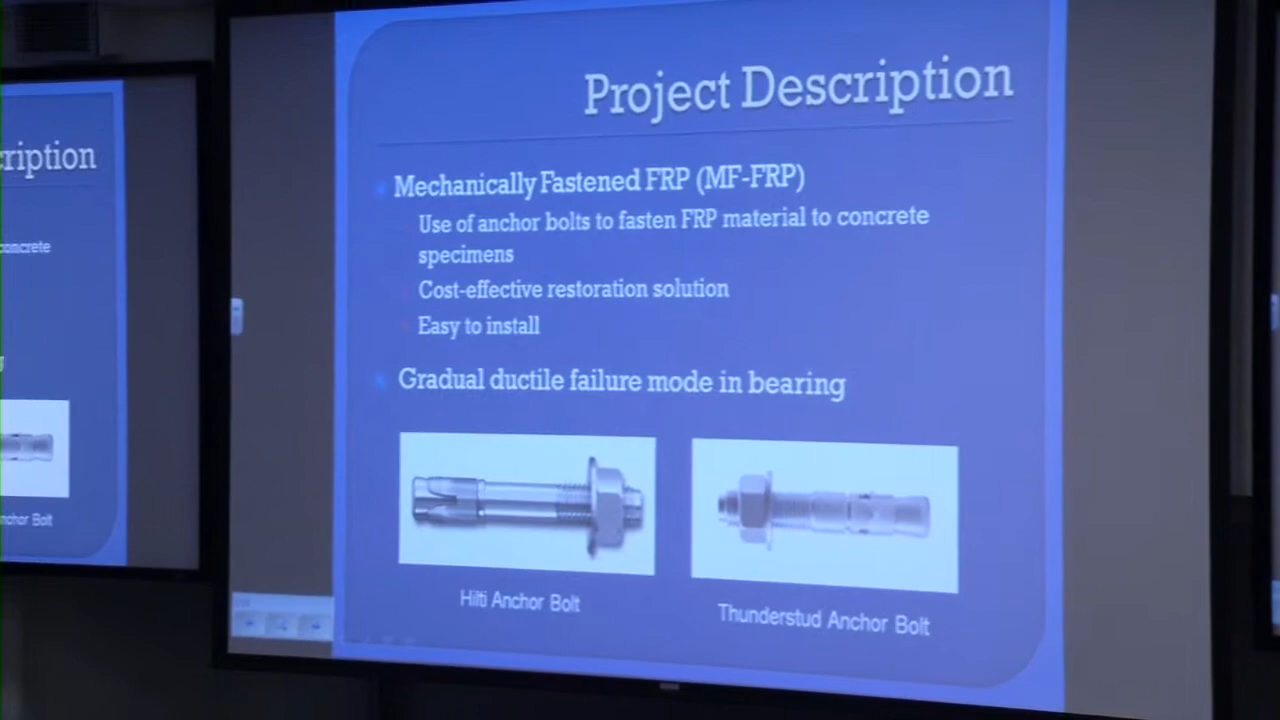 Project Description
Mechanically Fastened FRP (MF-FRP)
Use of anchor bolts to fasten FRP material to concrete
specimens
Cost-effective restoration solution
Easy to install
Gradual ductile failure mode in bearing
Hilti Anchor Bolt
Thunderstud Anchor Bolt
cription
concrete
nchor Bolt